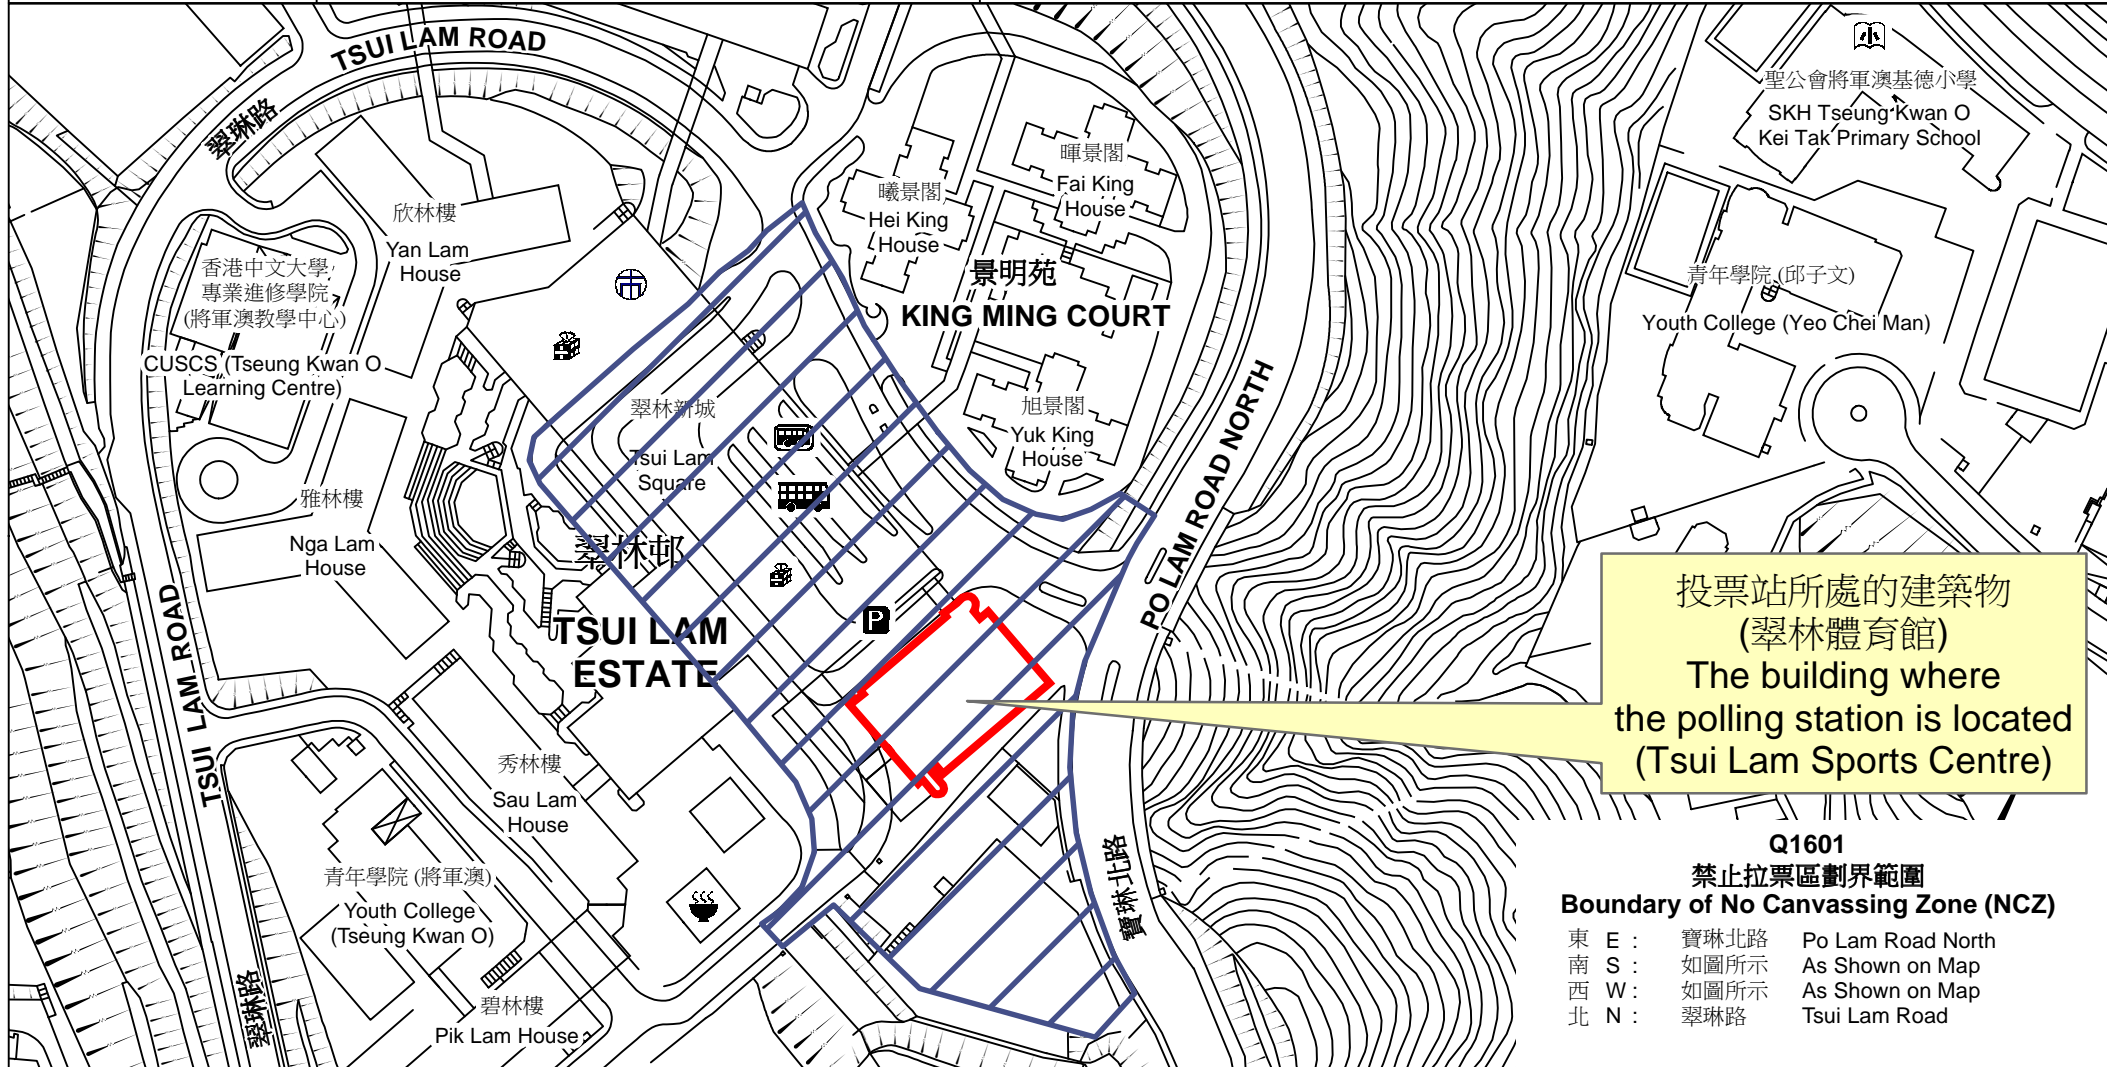 TSUI LAM ROAD
翠琳路
聖公會將軍澳基德小學
SKH Tseung Kwan O
Kei Tak Primary School
暉景閣
Fai King
House
曦景閣
Hei King
House
欣林樓
Yan Lam
House
香港中文大學
專業進修學院
(將軍澳教學中心)
CUSCS (Tseung Kwan O
Learning Centre)
景明苑
KING MING COURT
青年學院 (邱子文)
Youth College (Yeo Chei Man)
翠林新城
Tsui Lam
Square
旭景閣
Yuk King
House
PO LAM ROAD NORTH
雅林樓
Nga Lam
House
翠林邨
TSUI LAM
ESTATE
P
TSUI LAM ROAD
投票站所處的建築物
(翠林體育館)
The building where
the polling station is located
(Tsui Lam Sports Centre)
秀林樓
Sau Lam
House
寶琳北路
青年學院 (將軍澳)
Youth College
(Tseung Kwan O)
翠琳路
碧林樓
Pik Lam House
Q1601
禁止拉票區劃界範圍
Boundary of No Canvassing Zone (NCZ)
東 E : 寶琳北路 Po Lam Road North
南 S : 如圖所示 As Shown on Map
西 W : 如圖所示 As Shown on Map
北 N : 翠琳路 Tsui Lam Road